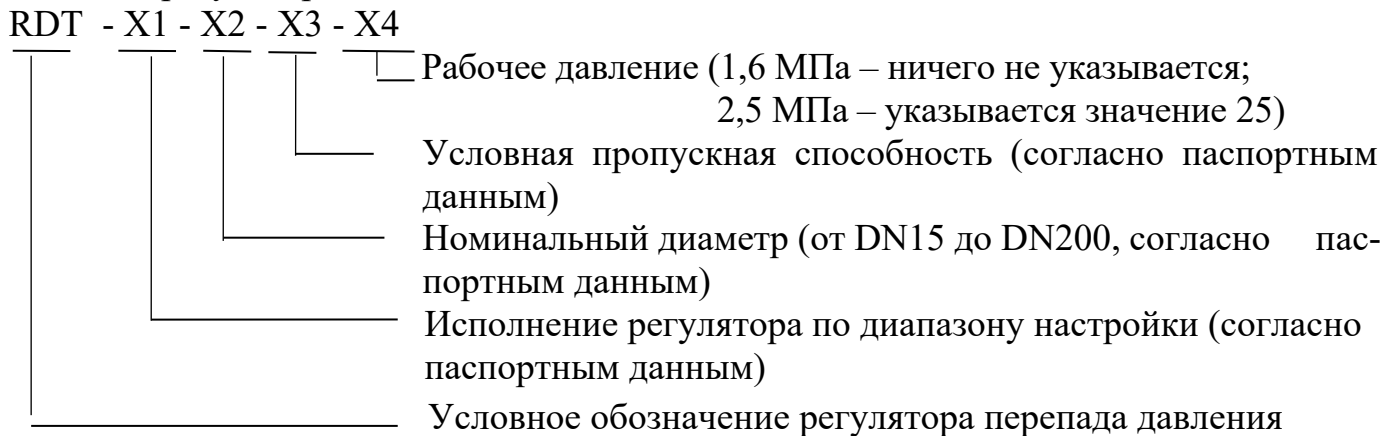 RDT - X1 - X2 - X3 - X4
Рабочее давление (1,6 МПа – ничего не указывается;
2,5 МПа – указывается значение 25)
Условная пропускная способность (согласно паспортным
данным)
Номинальный диаметр (от DN15 до DN200, согласно пас-
портным данным)
Исполнение регулятора по диапазону настройки (согласно
паспортным данным)
Условное обозначение регулятора перепада давления